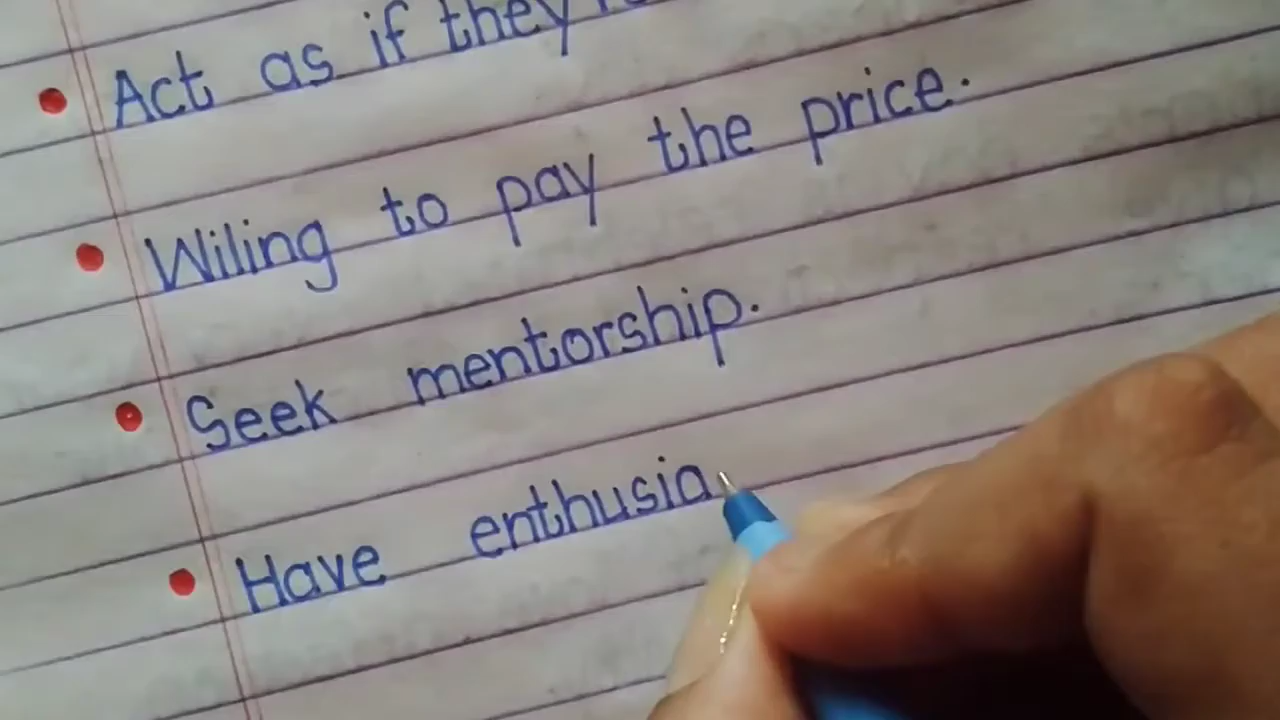 Act as if they
Wiling to pay the price.
Seek mentorship.
Have enthusia